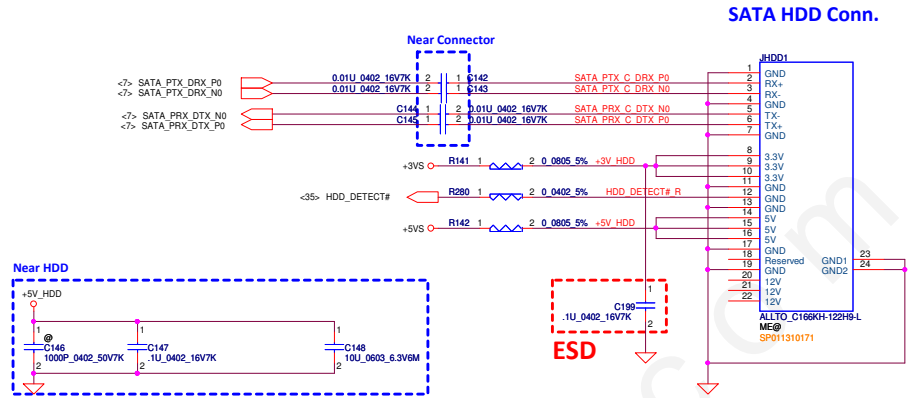 SATA HDD Conn.
Near Connector
JHDD1
<7> SATA_PTX_DRX_P0 0.01U_0402_16V7K 2 1 C142 SATA_PTX_C_DRX_P0
<7> SATA_PTX_DRX_N0 0.01U_0402_16V7K 2 1 C143 SATA_PTX_C_DRX_N0
<7> SATA_PRX_DTX_N0 C144 1 2 0.01U_0402_16V7K SATA_PRX_C_DTX_N0
<7> SATA_PRX_DTX_P0 C145 1 2 0.01U_0402_16V7K SATA_PRX_C_DTX_P0
1 GND
2 RX+
3 RX-
4 GND
5 TX-
6 TX+
7 GND
+3VS R141 1 2 0_0805_5% +3V_HDD
<35> HDD_DETECT# R280 1 2 0_0402_5% HDD_DETECT#_R
+5VS R142 1 2 0_0805_5% +5V_HDD
8 3.3V
9 3.3V
10 3.3V
11 GND
12 GND
13 GND
14 5V
15 5V
16 5V
17 GND
18 Reserved
19 GND
20 12V
21 12V
22 12V
GND1 23
GND2 24
ALLTO_C166KH-122H9-L
ME@
SP011310171
Near HDD
+5V_HDD
1 @ C146 1000P_0402_50V7K 2
1 C147 .1U_0402_16V7K 2
1 C148 10U_0603_6.3V6M 2
1 C199 .1U_0402_16V7K 2
ESD
com